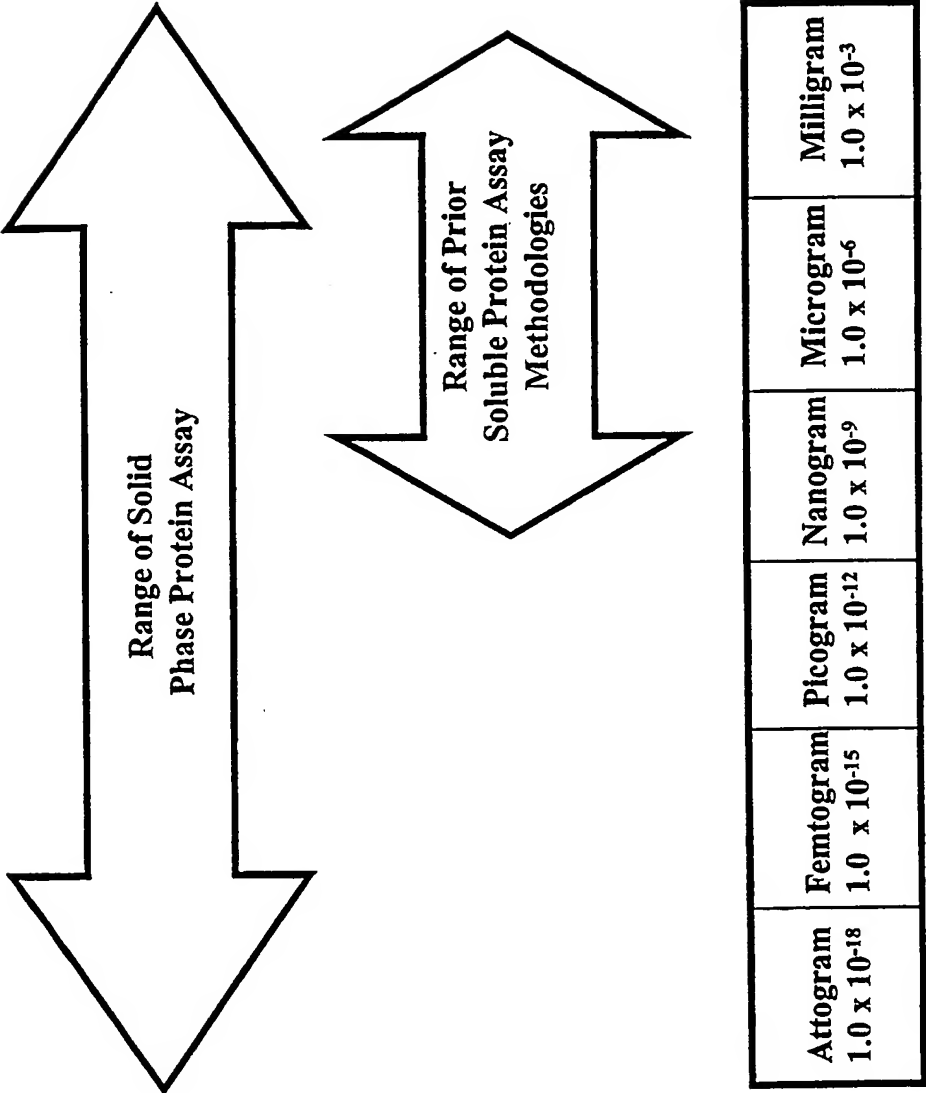 Range of Solid
Phase Protein Assay
Range of Prior
Soluble Protein Assay
Methodologies
Attogram
1.0 x 10-18
Femtogram
1.0 x 10-15
Picogram
1.0 x 10-12
Nanogram
1.0 x 10-9
Microgram
1.0 x 10-6
Milligram
1.0 x 10-3